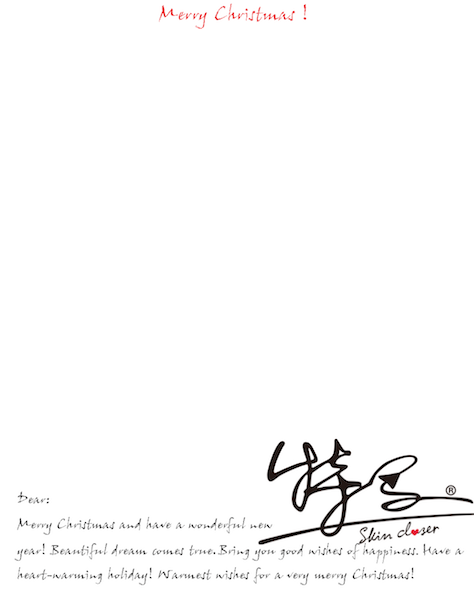 Merry Christmas !
Dear:
Merry Christmas and have a wonderful new
year! Beautiful dream comes true.Bring you good wishes of happiness. Have a
heart-warming holiday! Warmest wishes for a very merry Christmas!
®
Skin closer